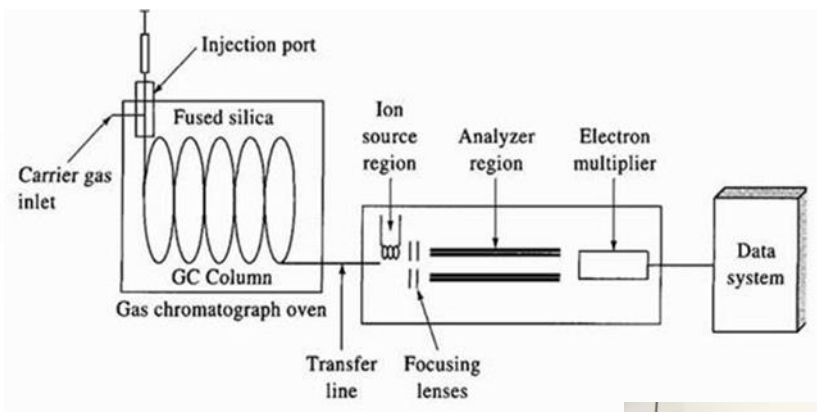 Injection port
Fused silica
Carrier gas
inlet
GC Column
Gas chromatograph oven
Transfer
line
Ion
source
region
Focusing
lenses
Analyzer
region
Electron
multiplier
Data
system